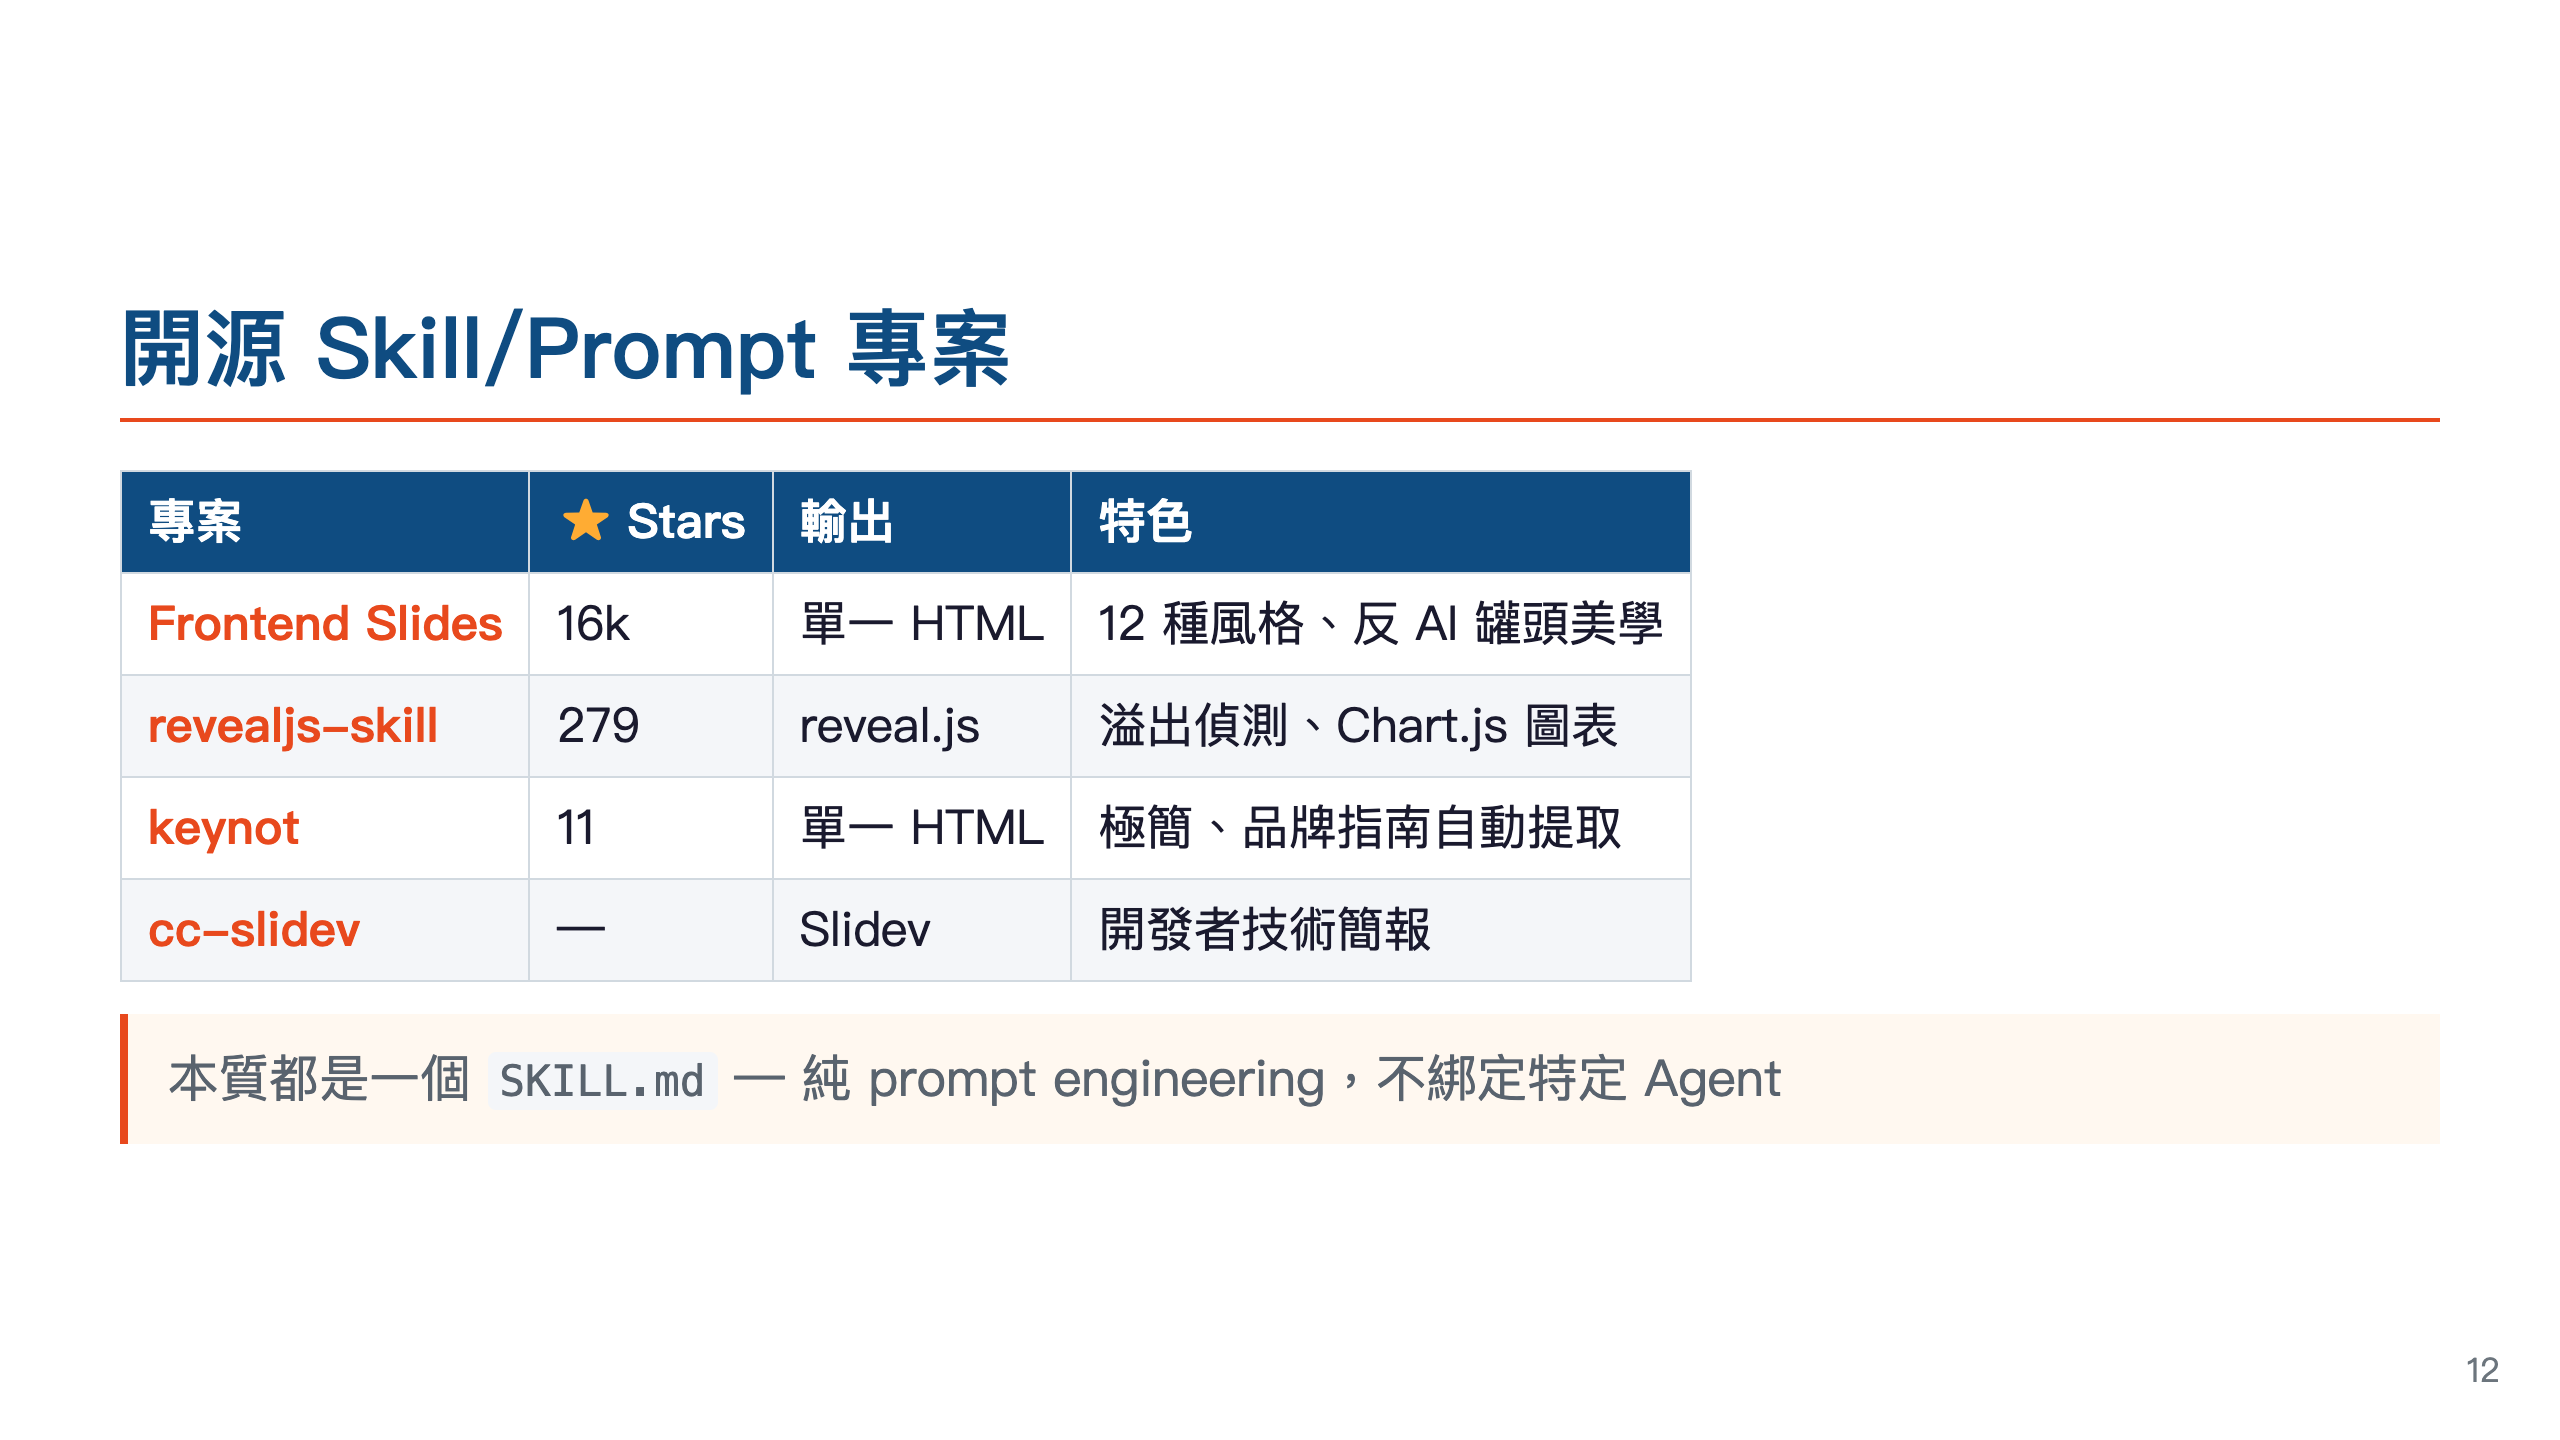 開源 Skill/Prompt 專案
專案 ⭐ Stars 輸出 特色
Frontend Slides 16k 單一 HTML 12 種風格、反 AI 罐頭美學
revealjs-skill 279 reveal.js 溢出偵測、Chart.js 圖表
keynot 11 單一 HTML 極簡、品牌指南自動提取
cc-slidev — Slidev 開發者技術簡報
本質都是一個 SKILL.md — 純 prompt engineering，不綁定特定 Agent
12